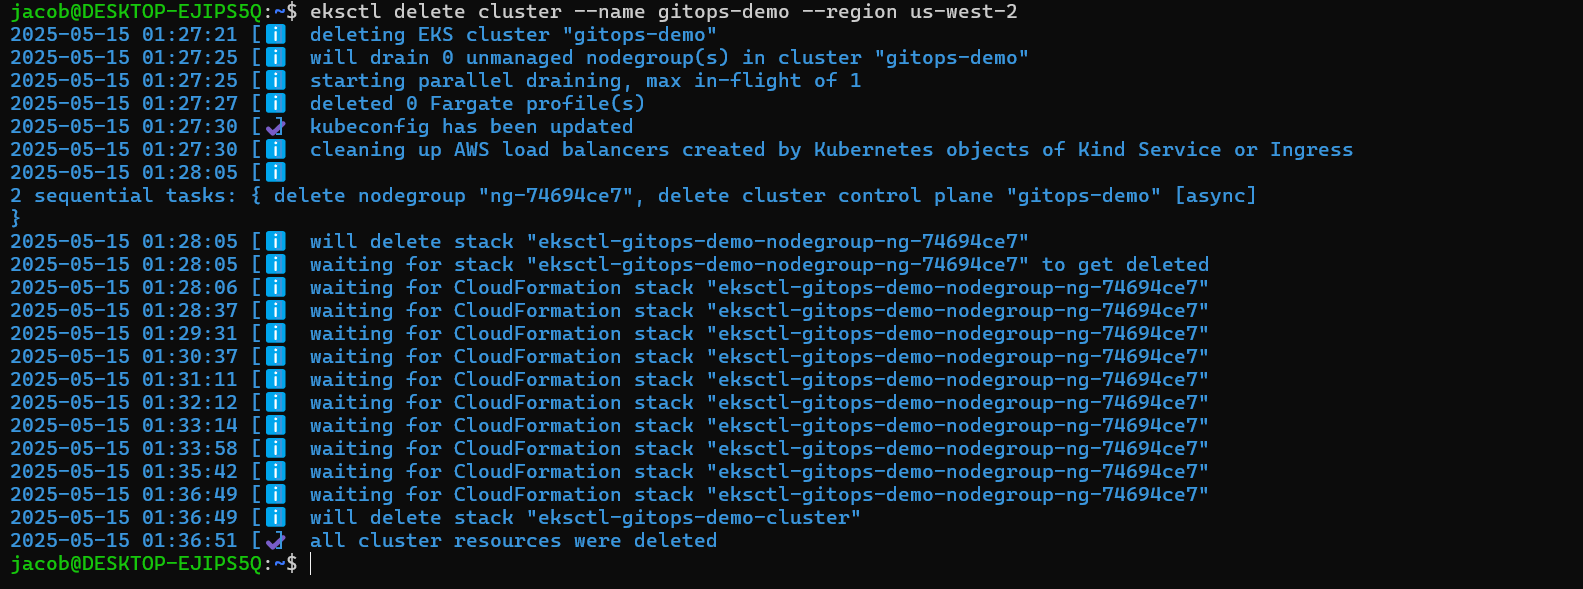 jacob@DESKTOP-EJIPS5Q:~$ eksctl delete cluster --name gitops-demo --region us-west-2
2025-05-15 01:27:21 [ℹ]  deleting EKS cluster "gitops-demo"
2025-05-15 01:27:25 [ℹ]  will drain 0 unmanaged nodegroup(s) in cluster "gitops-demo"
2025-05-15 01:27:25 [ℹ]  starting parallel draining, max in-flight of 1
2025-05-15 01:27:27 [ℹ]  deleted 0 Fargate profile(s)
2025-05-15 01:27:30 [✔]  kubeconfig has been updated
2025-05-15 01:27:30 [ℹ]  cleaning up AWS load balancers created by Kubernetes objects of Kind Service or Ingress
2025-05-15 01:28:05 [ℹ]
2 sequential tasks: { delete nodegroup "ng-74694ce7", delete cluster control plane "gitops-demo" [async]
}
2025-05-15 01:28:05 [ℹ]  will delete stack "eksctl-gitops-demo-nodegroup-ng-74694ce7"
2025-05-15 01:28:05 [ℹ]  waiting for stack "eksctl-gitops-demo-nodegroup-ng-74694ce7" to get deleted
2025-05-15 01:28:06 [ℹ]  waiting for CloudFormation stack "eksctl-gitops-demo-nodegroup-ng-74694ce7"
2025-05-15 01:28:37 [ℹ]  waiting for CloudFormation stack "eksctl-gitops-demo-nodegroup-ng-74694ce7"
2025-05-15 01:29:31 [ℹ]  waiting for CloudFormation stack "eksctl-gitops-demo-nodegroup-ng-74694ce7"
2025-05-15 01:30:37 [ℹ]  waiting for CloudFormation stack "eksctl-gitops-demo-nodegroup-ng-74694ce7"
2025-05-15 01:31:11 [ℹ]  waiting for CloudFormation stack "eksctl-gitops-demo-nodegroup-ng-74694ce7"
2025-05-15 01:32:12 [ℹ]  waiting for CloudFormation stack "eksctl-gitops-demo-nodegroup-ng-74694ce7"
2025-05-15 01:33:14 [ℹ]  waiting for CloudFormation stack "eksctl-gitops-demo-nodegroup-ng-74694ce7"
2025-05-15 01:33:58 [ℹ]  waiting for CloudFormation stack "eksctl-gitops-demo-nodegroup-ng-74694ce7"
2025-05-15 01:35:42 [ℹ]  waiting for CloudFormation stack "eksctl-gitops-demo-nodegroup-ng-74694ce7"
2025-05-15 01:36:49 [ℹ]  waiting for CloudFormation stack "eksctl-gitops-demo-nodegroup-ng-74694ce7"
2025-05-15 01:36:49 [ℹ]  will delete stack "eksctl-gitops-demo-cluster"
2025-05-15 01:36:51 [✔]  all cluster resources were deleted
jacob@DESKTOP-EJIPS5Q:~$